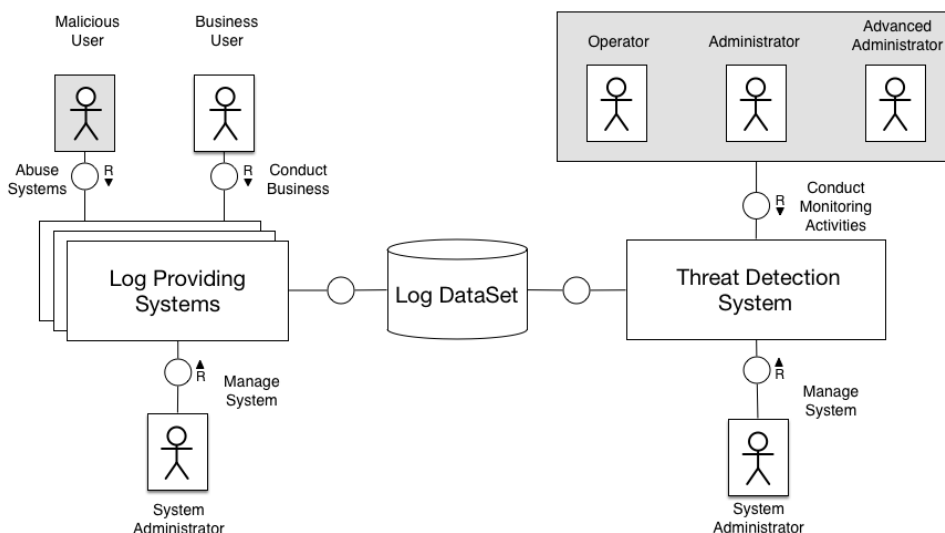 Malicious
User
Business
User
Operator
Administrator
Advanced
Administrator
Abuse
Systems
R
R
Conduct
Business
R
Conduct
Monitoring
Activities
Log Providing
Systems
Log DataSet
Threat Detection
System
R
Manage
System
R
Manage
System
System
Administrator
System
Administrator